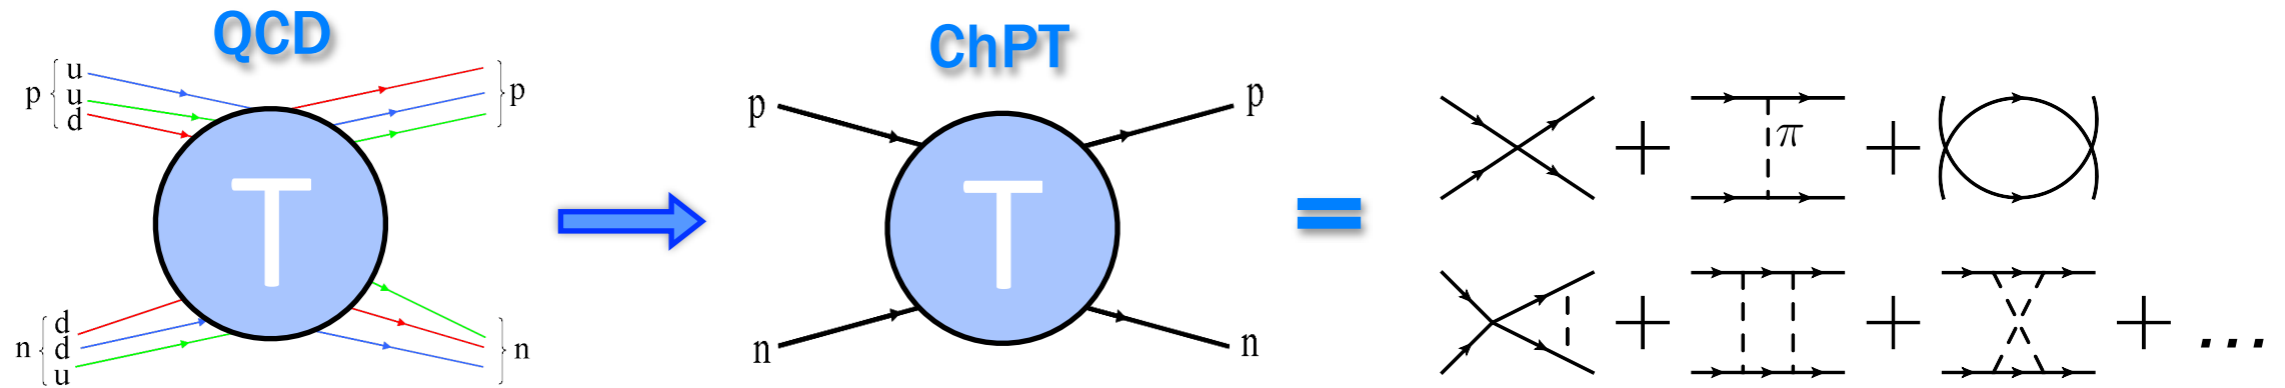 QCD
p { u
u
d
} p
T
n { d
d
u
} n
ChPT
p
p
T
n
n
=
+
π
+
+
+
+ ...